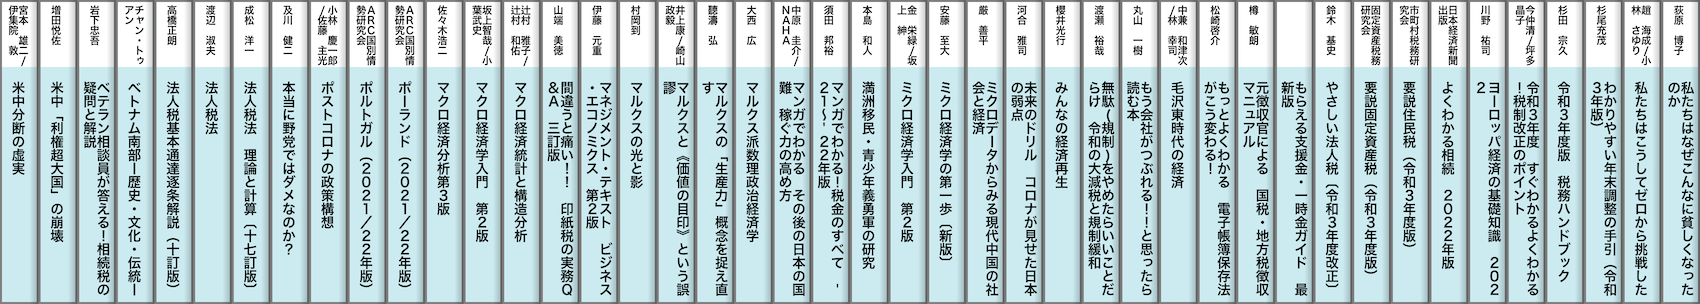 荻原　博子
私たちはなぜこんなに貧しくなった
のか
趙　海成/小
林　さゆり
私たちはこうしてゼロから挑戦した
杉尾充茂
わかりやすい年末調整の手引（令和
３年版）
杉田　宗久
令和３年度版　税務ハンドブック
今仲清/坪多
晶子
令和３年度　すぐわかるよくわかる
！税制改正のポイント
川野　祐司
ヨーロッパ経済の基礎知識　２０２
２
日本経済新聞
出版
よくわかる相続　２０２２年版
市町村税務研
究会
要説住民税（令和３年度版）
固定資産税務
研究会
要説固定資産税（令和３年度版）
鈴木　基史
やさしい法人税（令和３年度改正）
もらえる支援金・一時金ガイド　最
新版
樽　敏朗
元徴収官による　国税・地方税徴収
マニュアル
松崎啓介
もっとよくわかる　電子帳簿保存法
がこう変わる！
中兼　和津次
/林　幸司
毛沢東時代の経済
丸山　一樹
もう会社がつぶれる！！と思ったら
読む本
渡瀬　裕哉
無駄（規制）をやめたらいいことだ
らけ　令和の大減税と規制緩和
櫻井光行
みんなの経済再生
河合　雅司
未来のドリル　コロナが見せた日本
の弱点
厳　善平
ミクロデータからみる現代中国の社
会と経済
安藤　至大
ミクロ経済学の第一歩（新版）
金　栄緑/坂
上　紳
ミクロ経済学入門　第２版
本島　和人
満洲移民・青少年義勇軍の研究
須田　邦裕
マンガでわかる！税金のすべて　'
２１〜'２２年版
中原　圭介/
ＮＡＨＡ
マンガでわかる　その後の日本の国
難　稼ぐ力の高め方
大西　広
マルクス派数理政治経済学
聽濤　弘
マルクスの「生産力」概念を捉え直
す
井上康/崎山
政毅
マルクスと《価値の目印》という誤
謬
村岡到
マルクスの光と影
伊藤　元重
マネジメント・テキスト　ビジネス
・エコノミクス　第２版
山端　美徳
間違うと痛い！！　印紙税の実務Ｑ
＆Ａ　三訂版
辻村　雅子/
辻村　和佑
マクロ経済統計と構造分析
坂上智哉/小
葉武史
マクロ経済学入門　第２版
佐々木浩二
マクロ経済分析第３版
ＡＲＣ国別情
勢研究会
ポーランド（２０２１/２２年版）
ＡＲＣ国別情
勢研究会
ポルトガル（２０２１/２２年版）
小林　慶一郎
/佐藤　主光
ポストコロナの政策構想
及川　健二
本当に野党ではダメなのか？
成松　洋一
法人税法　理論と計算（十七訂版）
渡辺　淑夫
法人税法
高橋正朗
法人税基本通達逐条解説（十訂版）
チャン・トゥ
アン
ベトナム南部ー歴史・文化・伝統ー
岩下忠吾
ベテラン相談員が答える！相続税の
疑問と解説
増田悦佐
米中「利権超大国」の崩壊
宮本　雄二/
伊集院　敦
米中分断の虚実